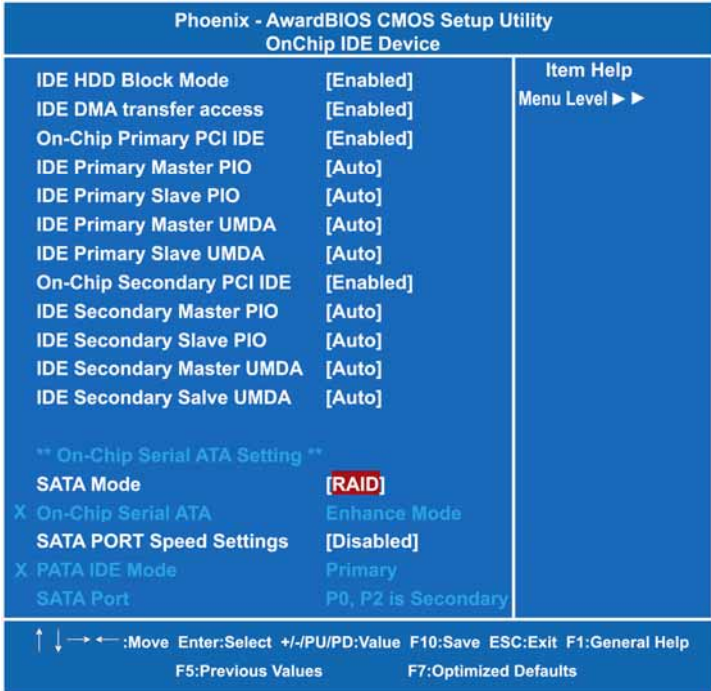 Phoenix - AwardBIOS CMOS Setup Utility
OnChip IDE Device
IDE HDD Block Mode [Enabled]
IDE DMA transfer access [Enabled]
On-Chip Primary PCI IDE [Enabled]
IDE Primary Master PIO [Auto]
IDE Primary Slave PIO [Auto]
IDE Primary Master UMDA [Auto]
IDE Primary Slave UMDA [Auto]
On-Chip Secondary PCI IDE [Enabled]
IDE Secondary Master PIO [Auto]
IDE Secondary Slave PIO [Auto]
IDE Secondary Master UMDA [Auto]
IDE Secondary Salve UMDA [Auto]
** On-Chip Serial ATA Setting **
SATA Mode [RAID]
X On-Chip Serial ATA Enhance Mode
SATA PORT Speed Settings [Disabled]
X PATA IDE Mode Primary
SATA Port P0, P2 is Secondary
Item Help
Menu Level ► ►
↑ ↓ → ← :Move Enter:Select +/-/PU/PD:Value F10:Save ESC:Exit F1:General Help
F5:Previous Values F7:Optimized Defaults